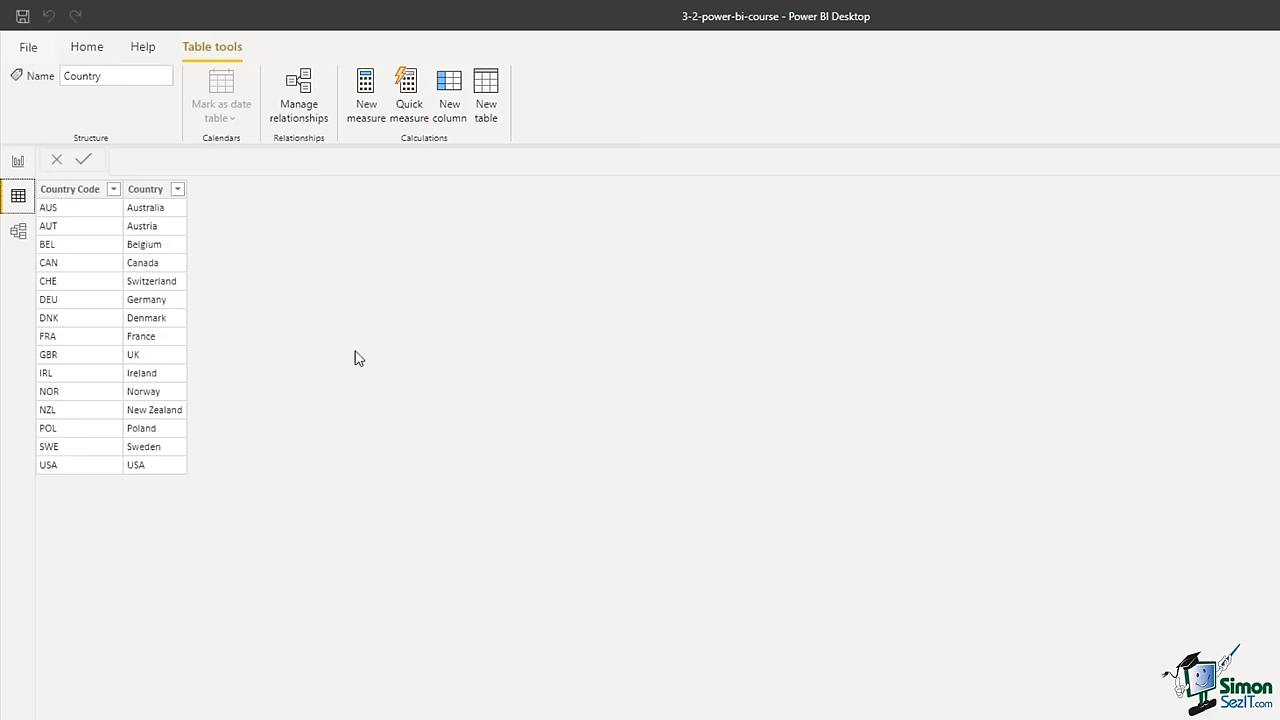 3-2-power-bi-course - Power BI Desktop
File Home Help Table tools
Name Country
Mark as date table
Manage relationships
New measure
Quick measure
New column
New table
Structure Calendars Relationships Calculations
Country Code Country
AUS Australia
AUT Austria
BEL Belgium
CAN Canada
CHE Switzerland
DEU Germany
DNK Denmark
FRA France
GBR UK
IRL Ireland
NOR Norway
NZL New Zealand
POL Poland
SWE Sweden
USA USA
Simon
SezIT.com